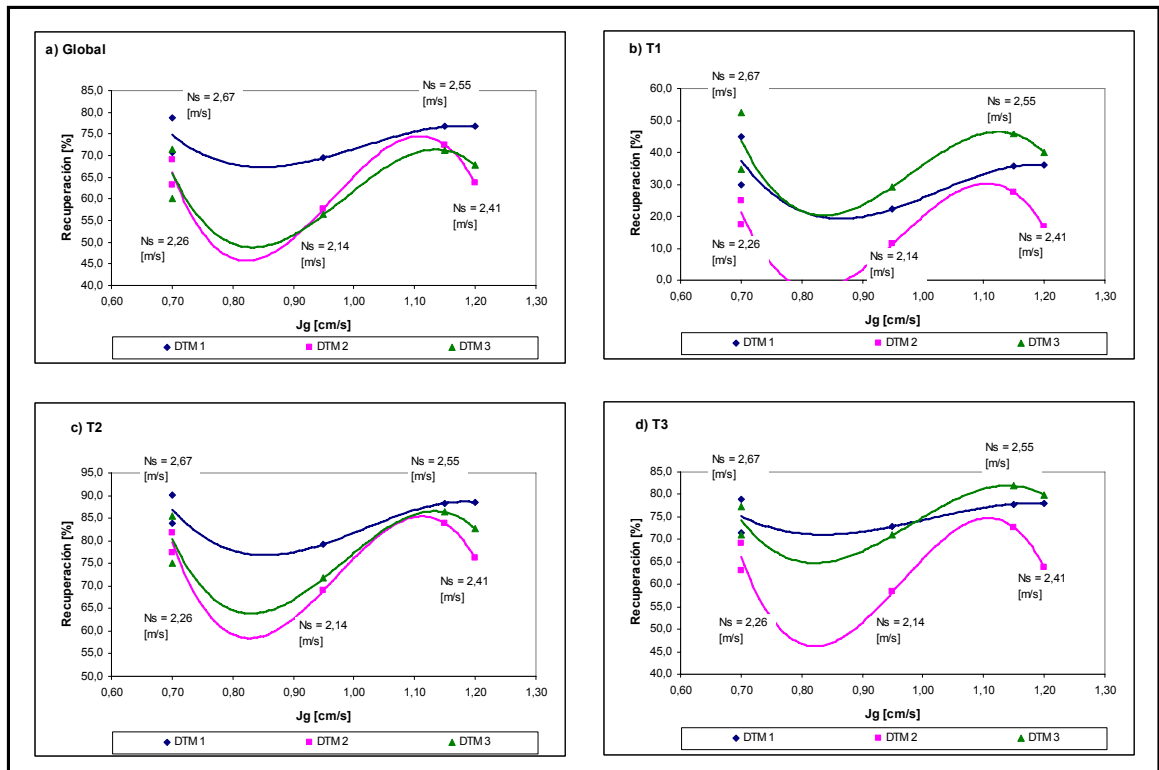 a) Global
Ns = 2,67
[m/s]
Ns = 2,55
[m/s]
Ns = 2,26
[m/s]
Ns = 2,14
[m/s]
Ns = 2,41
[m/s]
Recuperación [%]
85,0
80,0
75,0
70,0
65,0
60,0
55,0
50,0
45,0
40,0
0,60 0,70 0,80 0,90 1,00 1,10 1,20 1,30
Jg [cm/s]
DTM 1 DTM 2 DTM 3
b) T1
Ns = 2,67
[m/s]
Ns = 2,55
[m/s]
Ns = 2,26
[m/s]
Ns = 2,14
[m/s]
Ns = 2,41
[m/s]
Recuperación [%]
60,0
50,0
40,0
30,0
20,0
10,0
0,0
0,60 0,70 0,80 0,90 1,00 1,10 1,20 1,30
Jg [cm/s]
DTM 1 DTM 2 DTM 3
c) T2
Ns = 2,67
[m/s]
Ns = 2,55
[m/s]
Ns = 2,26
[m/s]
Ns = 2,14
[m/s]
Ns = 2,41
[m/s]
Recuperación [%]
95,0
90,0
85,0
80,0
75,0
70,0
65,0
60,0
55,0
50,0
0,60 0,70 0,80 0,90 1,00 1,10 1,20 1,30
Jg [cm/s]
DTM 1 DTM 2 DTM 3
d) T3
Ns = 2,67
[m/s]
Ns = 2,55
[m/s]
Ns = 2,26
[m/s]
Ns = 2,14
[m/s]
Ns = 2,41
[m/s]
Recuperación [%]
85,0
80,0
75,0
70,0
65,0
60,0
55,0
50,0
45,0
40,0
0,60 0,70 0,80 0,90 1,00 1,10 1,20 1,30
Jg [cm/s]
DTM 1 DTM 2 DTM 3